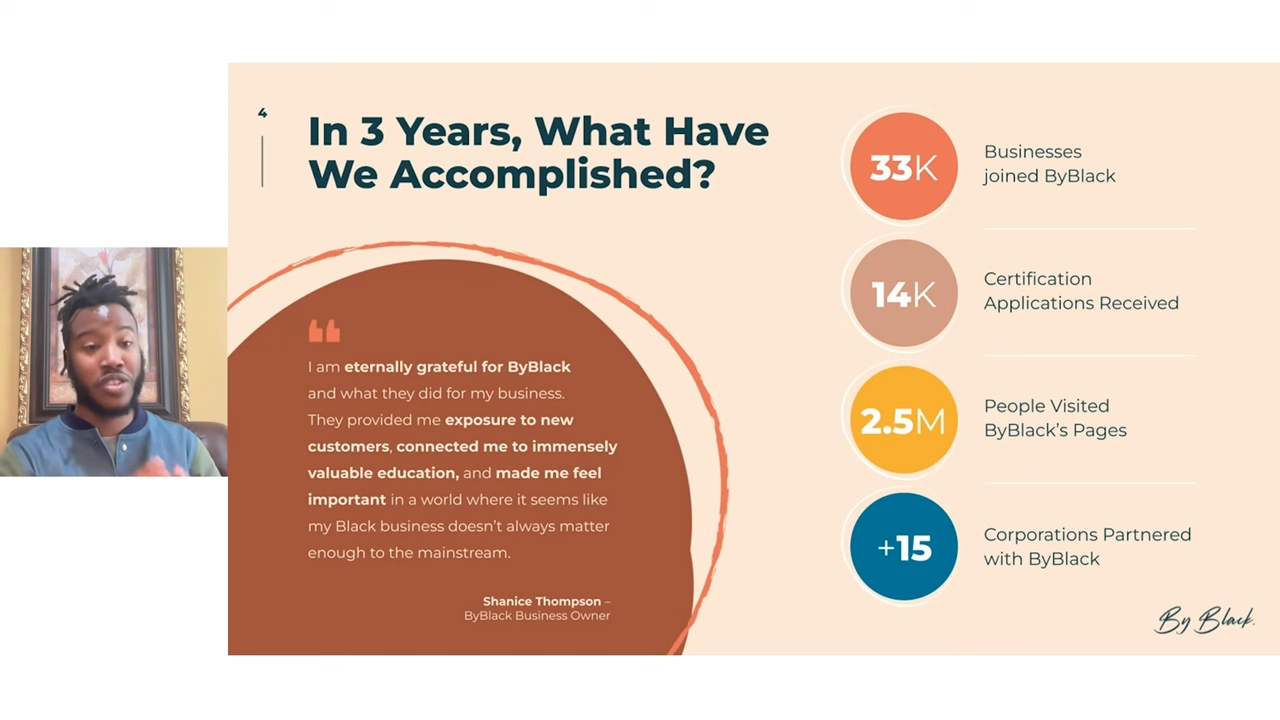 4
In 3 Years, What Have
We Accomplished?
I am eternally grateful for ByBlack
and what they did for my business.
They provided me exposure to new
customers, connected me to immensely
valuable education, and made me feel
important in a world where it seems like
my Black business doesn’t always matter
enough to the mainstream.
Shanice Thompson –
ByBlack Business Owner
33K
Businesses
joined ByBlack
14K
Certification
Applications Received
2.5M
People Visited
ByBlack’s Pages
+15
Corporations Partnered
with ByBlack
By Black.